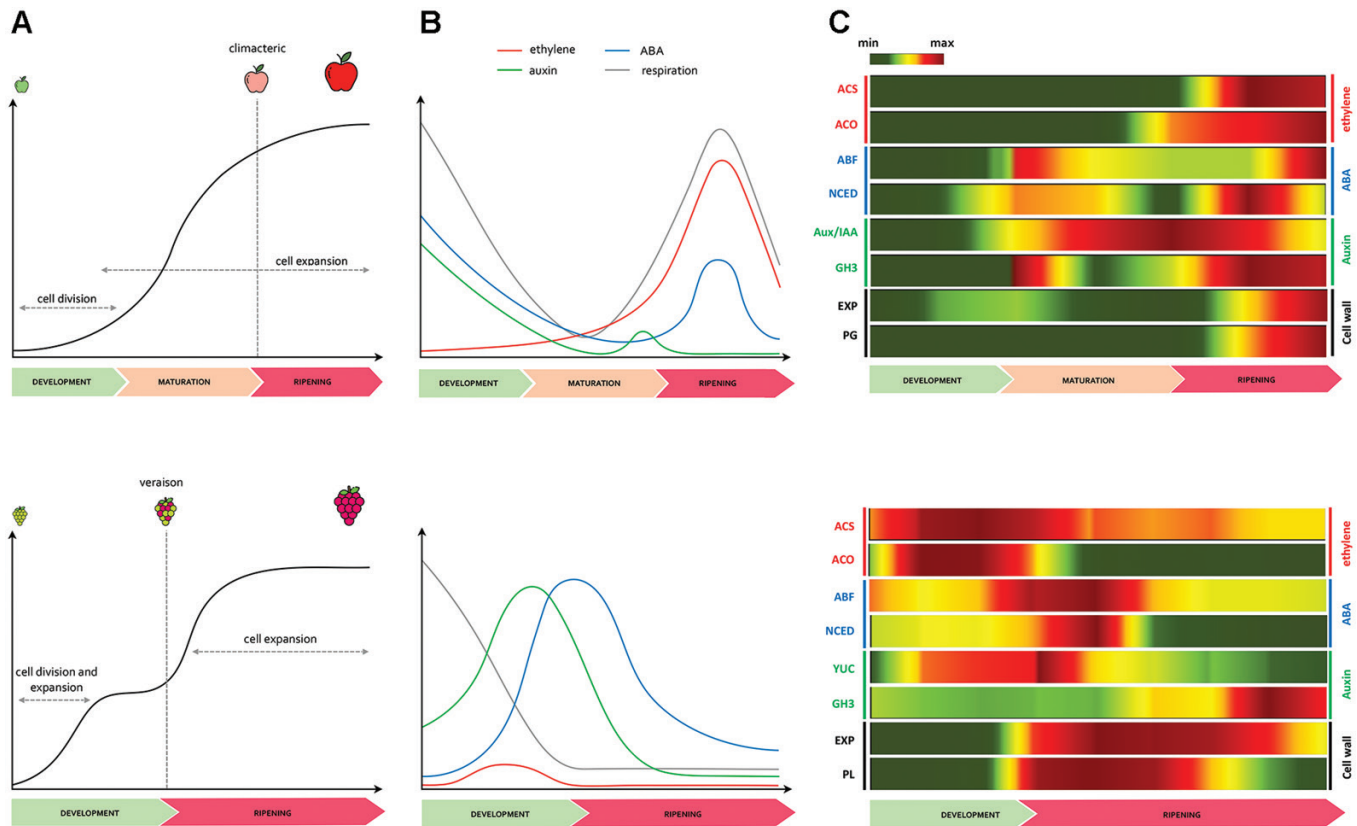 A
climacteric
cell expansion
cell division
DEVELOPMENT
MATURATION
RIPENING
B
ethylene
ABA
auxin
respiration
DEVELOPMENT
MATURATION
RIPENING
C
min
max
ACS
ACO
ethylene
ABF
NCED
ABA
Aux/IAA
GH3
Auxin
EXP
PG
Cell wall
DEVELOPMENT
MATURATION
RIPENING
veraison
cell expansion
cell division and
expansion
DEVELOPMENT
RIPENING
DEVELOPMENT
RIPENING
ACS
ACO
ethylene
ABF
NCED
ABA
YUC
GH3
Auxin
EXP
PL
Cell wall
DEVELOPMENT
RIPENING